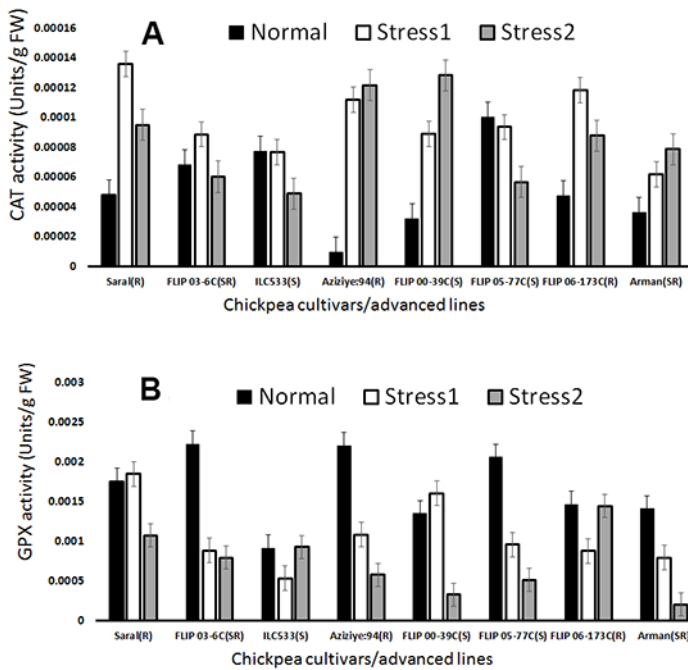 A
Normal Stress1 Stress2
CAT activity (Units/g FW)
0.00016
0.00014
0.00012
0.0001
0.00008
0.00006
0.00004
0.00002
0
Saral(R) FLIP 03-6C(SR) ILC533(S) Aziziye:94(R) FLIP 00-39C(S) FLIP 05-77C(S) FLIP 06-173C(R) Arman(SR)
Chickpea cultivars/advanced lines
B
Normal Stress1 Stress2
GPX activity (Units/g FW)
0.003
0.0025
0.002
0.0015
0.001
0.0005
0
Saral(R) FLIP 03-6C(SR) ILC533(S) Aziziye:94(R) FLIP 00-39C(S) FLIP 05-77C(S) FLIP 06-173C(R) Arman(SR)
Chickpea cultivars/advanced lines